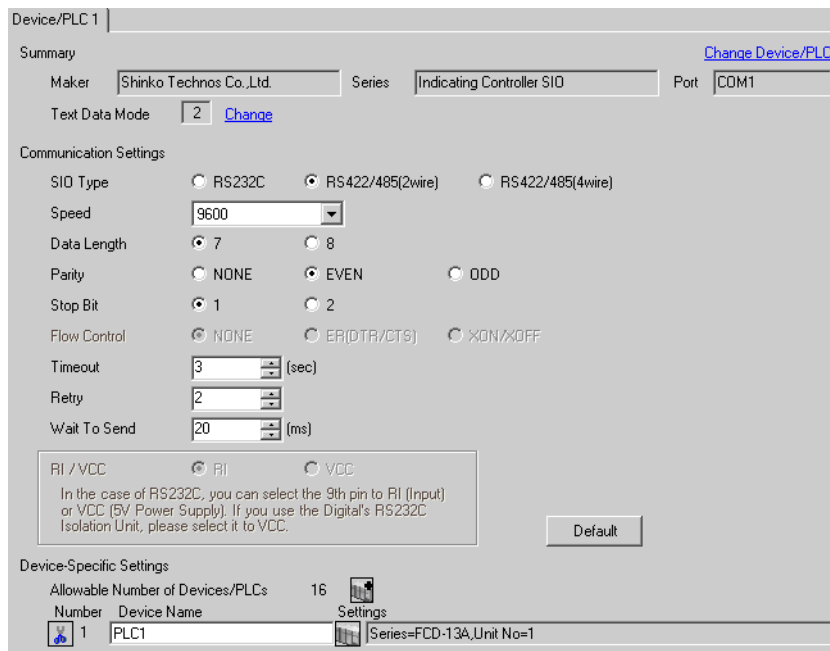 Device/PLC 1
Summary
Change Device/PLC
Maker Shinko Technos Co.,Ltd. Series Indicating Controller SIO Port COM1
Text Data Mode 2 Change
Communication Settings
SIO Type RS232C RS422/485(2wire) RS422/485(4wire)
Speed 9600
Data Length 7 8
Parity NONE EVEN ODD
Stop Bit 1 2
Flow Control NONE ER(DTR/CTS) XON/XOFF
Timeout 3 (sec)
Retry 2
Wait To Send 20 (ms)
RI / VCC RI VCC
In the case of RS232C, you can select the 9th pin to RI (Input)
or VCC (5V Power Supply). If you use the Digital's RS232C
Isolation Unit, please select it to VCC.
Default
Device-Specific Settings
Allowable Number of Devices/PLCs 16
Number Device Name Settings
1 PLC1 Series=FCD-13A,Unit No=1